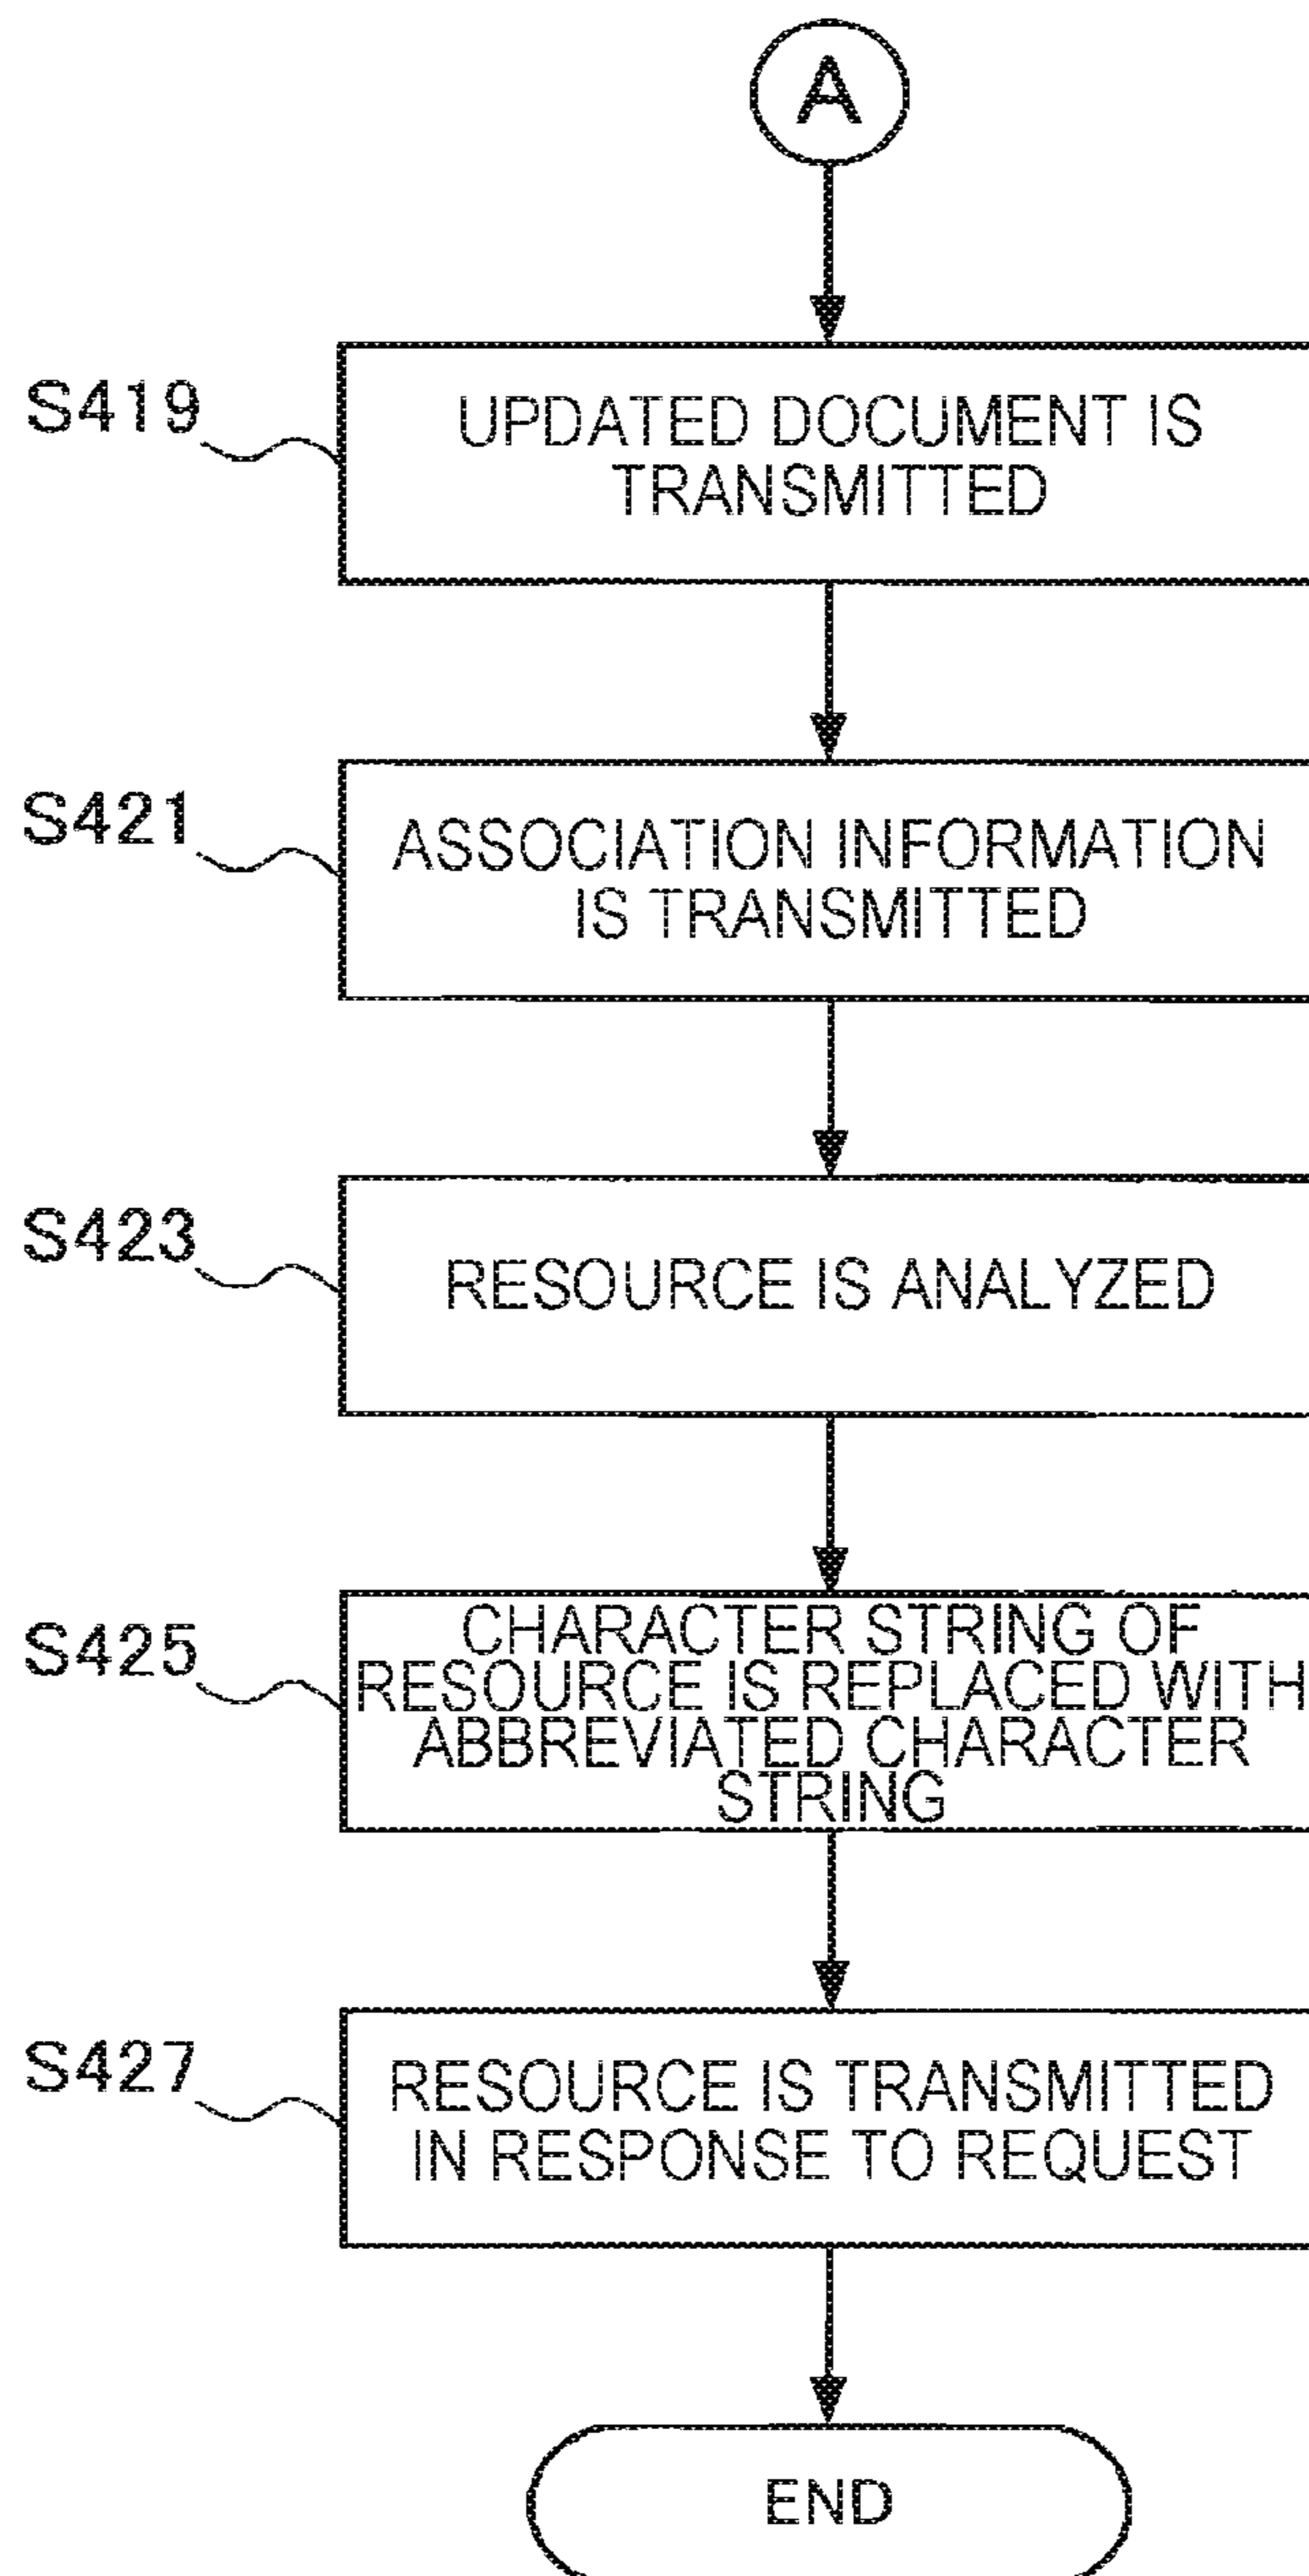 A
S419
UPDATED DOCUMENT IS
TRANSMITTED
S421
ASSOCIATION INFORMATION
IS TRANSMITTED
S423
RESOURCE IS ANALYZED
S425
CHARACTER STRING OF
RESOURCE IS REPLACED WITH
ABBREVIATED CHARACTER
STRING
S427
RESOURCE IS TRANSMITTED
IN RESPONSE TO REQUEST
END